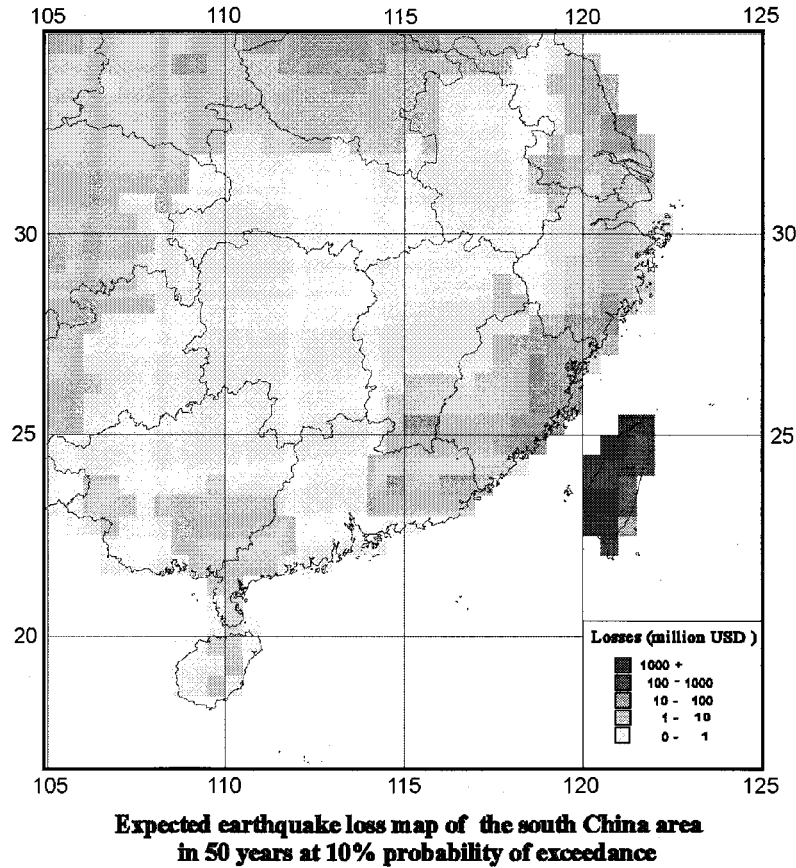 105 110 115 120 125
30 30
25 25
20
Losses (million USD )
1000 +
100 - 1000
10 - 100
1 - 10
0 - 1
105 110 115 120 125
Expected earthquake loss map of the south China area
in 50 years at 10% probability of exceedance